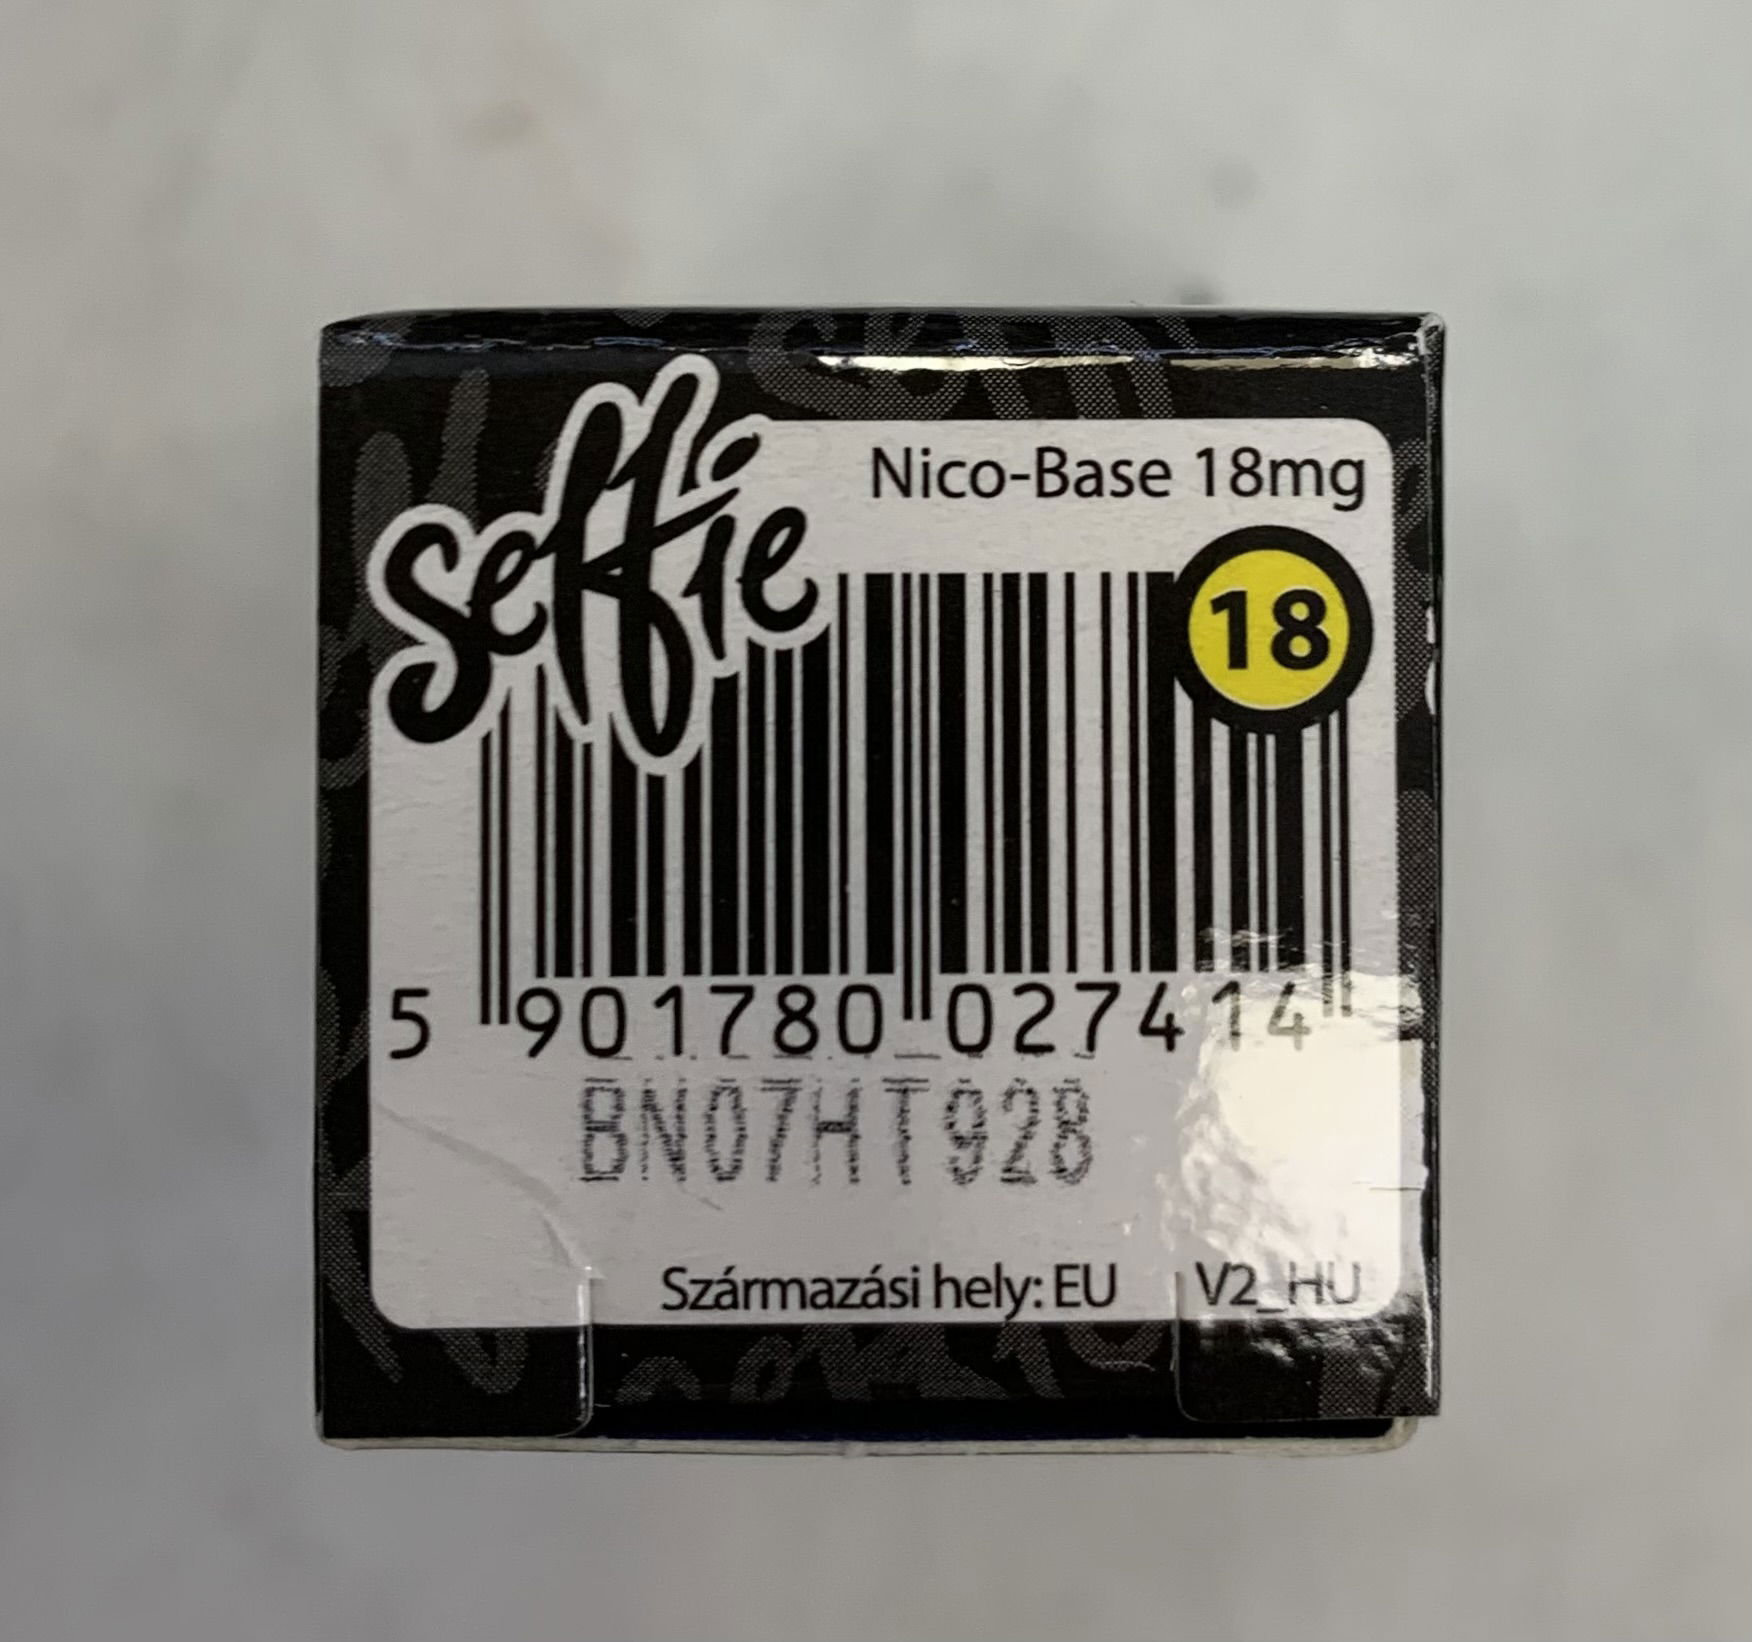 selfie
Nico-Base 18mg
18
5 901780 027414
BN07HT928
Származási hely: EU V2_HU